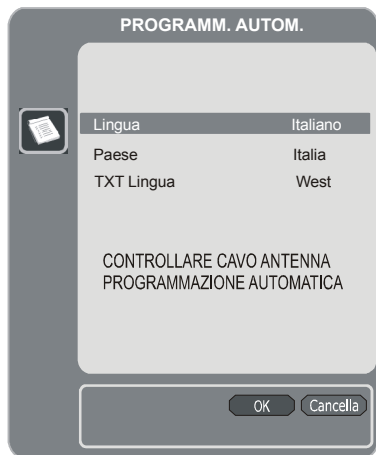 PROGRAMM. AUTOM.
Lingua Italiano
Paese Italia
TXT Lingua West
CONTROLLARE CAVO ANTENNA
PROGRAMMAZIONE AUTOMATICA
OK Cancella